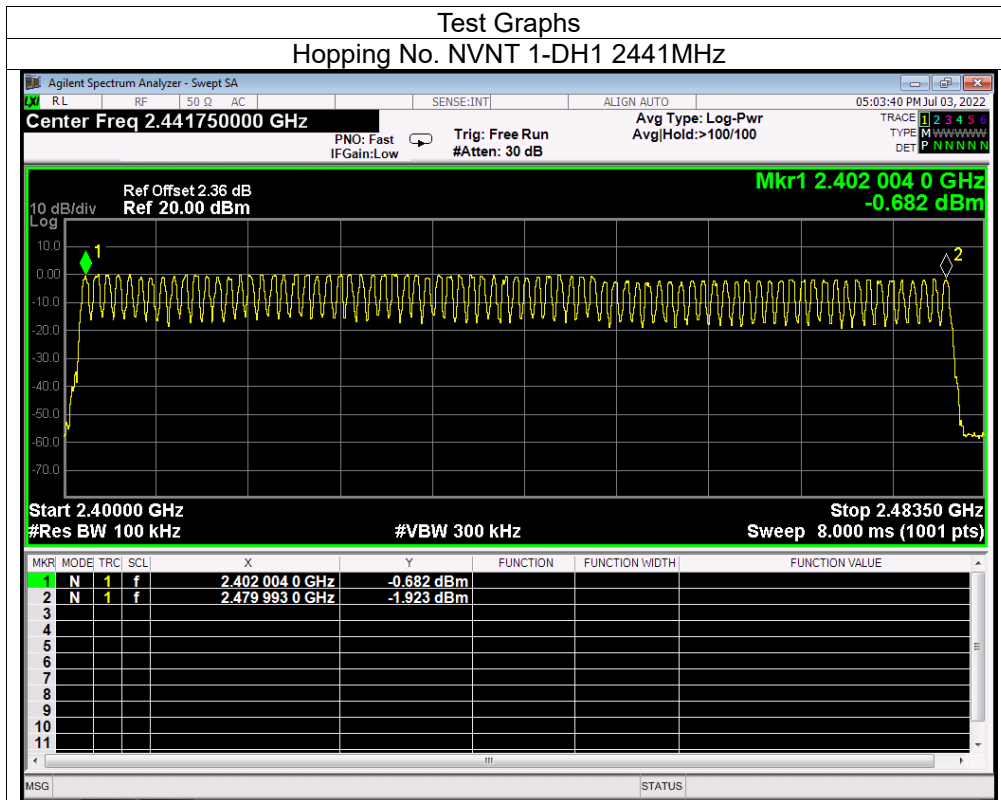 Test Graphs
Hopping No. NVNT 1-DH1 2441MHz
Agilent Spectrum Analyzer - Swept SA
LXI RL RF 50 Ω AC SENSE:INT ALIGN AUTO 05:03:40 PM Jul 03, 2022
Center Freq 2.441750000 GHz Avg Type: Log-Pwr TRACE 1 2 3 4 5 6
PNO: Fast Trig: Free Run Avg|Hold:>100/100 TYPE M WWWWW
IFGain:Low #Atten: 30 dB DET P N N N N N
Mkr1 2.402 004 0 GHz
Ref Offset 2.36 dB
10 dB/div Ref 20.00 dBm -0.682 dBm
Log
10.0
1
2
0.00
-10.0
-20.0
-30.0
-40.0
-50.0
-60.0
-70.0
Start 2.40000 GHz Stop 2.48350 GHz
#Res BW 100 kHz #VBW 300 kHz Sweep 8.000 ms (1001 pts)
MKR MODE TRC SCL X Y FUNCTION FUNCTION WIDTH FUNCTION VALUE
1 N 1 f 2.402 004 0 GHz -0.682 dBm
2 N 1 f 2.479 993 0 GHz -1.923 dBm
3
4
5
6
7
8
9
10
11
MSG STATUS